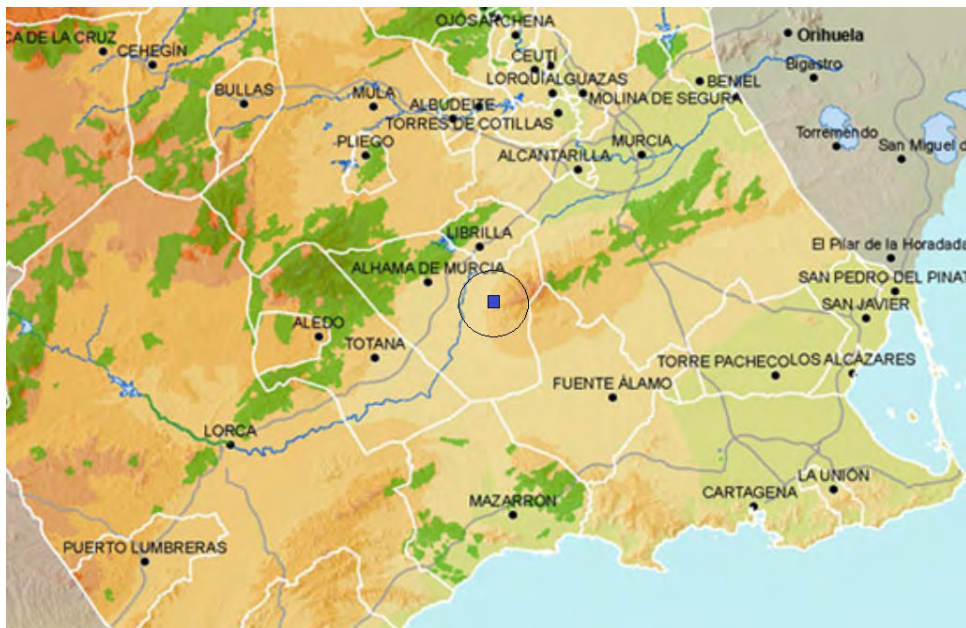 OJÓS ARCHENA
CA DE LA CRUZ
Orihuela
CEHEGÍN
CEUTÍ
Bigastro
LORQUÍ ALGUAZAS
BENIEL
BULLAS
MULA
ALBUDEITE
MOLINA DE SEGURA
TORRES DE COTILLAS
Torremendo
PLIEGO
MURCIA
San Miguel d
ALCANTARILLA
LIBRILLA
El Pilar de la Horadada
ALHAMA DE MURCIA
SAN PEDRO DEL PINAT
SAN JAVIER
ALEDO
TOTANA
TORRE PACHECO
LOS ALCÁZARES
FUENTE ÁLAMO
LORCA
LA UNIÓN
CARTAGENA
MAZARRÓN
PUERTO LUMBRERAS